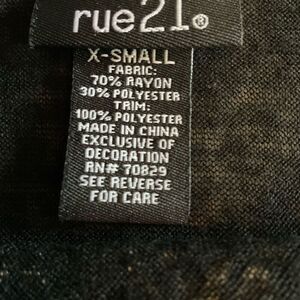 rue21®
X-SMALL
FABRIC:
70% RAYON
30% POLYESTER
TRIM:
100% POLYESTER
MADE IN CHINA
EXCLUSIVE OF
DECORATION
RN# 70829
SEE REVERSE
FOR CARE